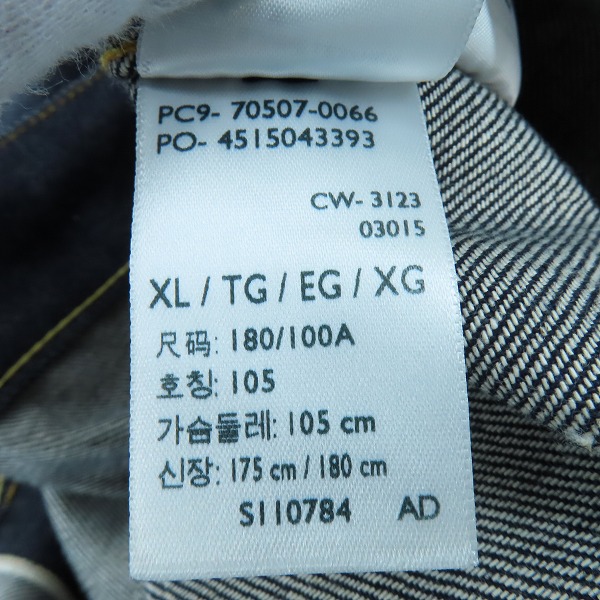 PC9- 70507-0066
PO- 4515043393
CW- 3123
03015
XL / TG / EG / XG
尺码: 180/100A
호칭: 105
가슴둘레: 105 cm
신장: 175 cm / 180 cm
S110784 AD